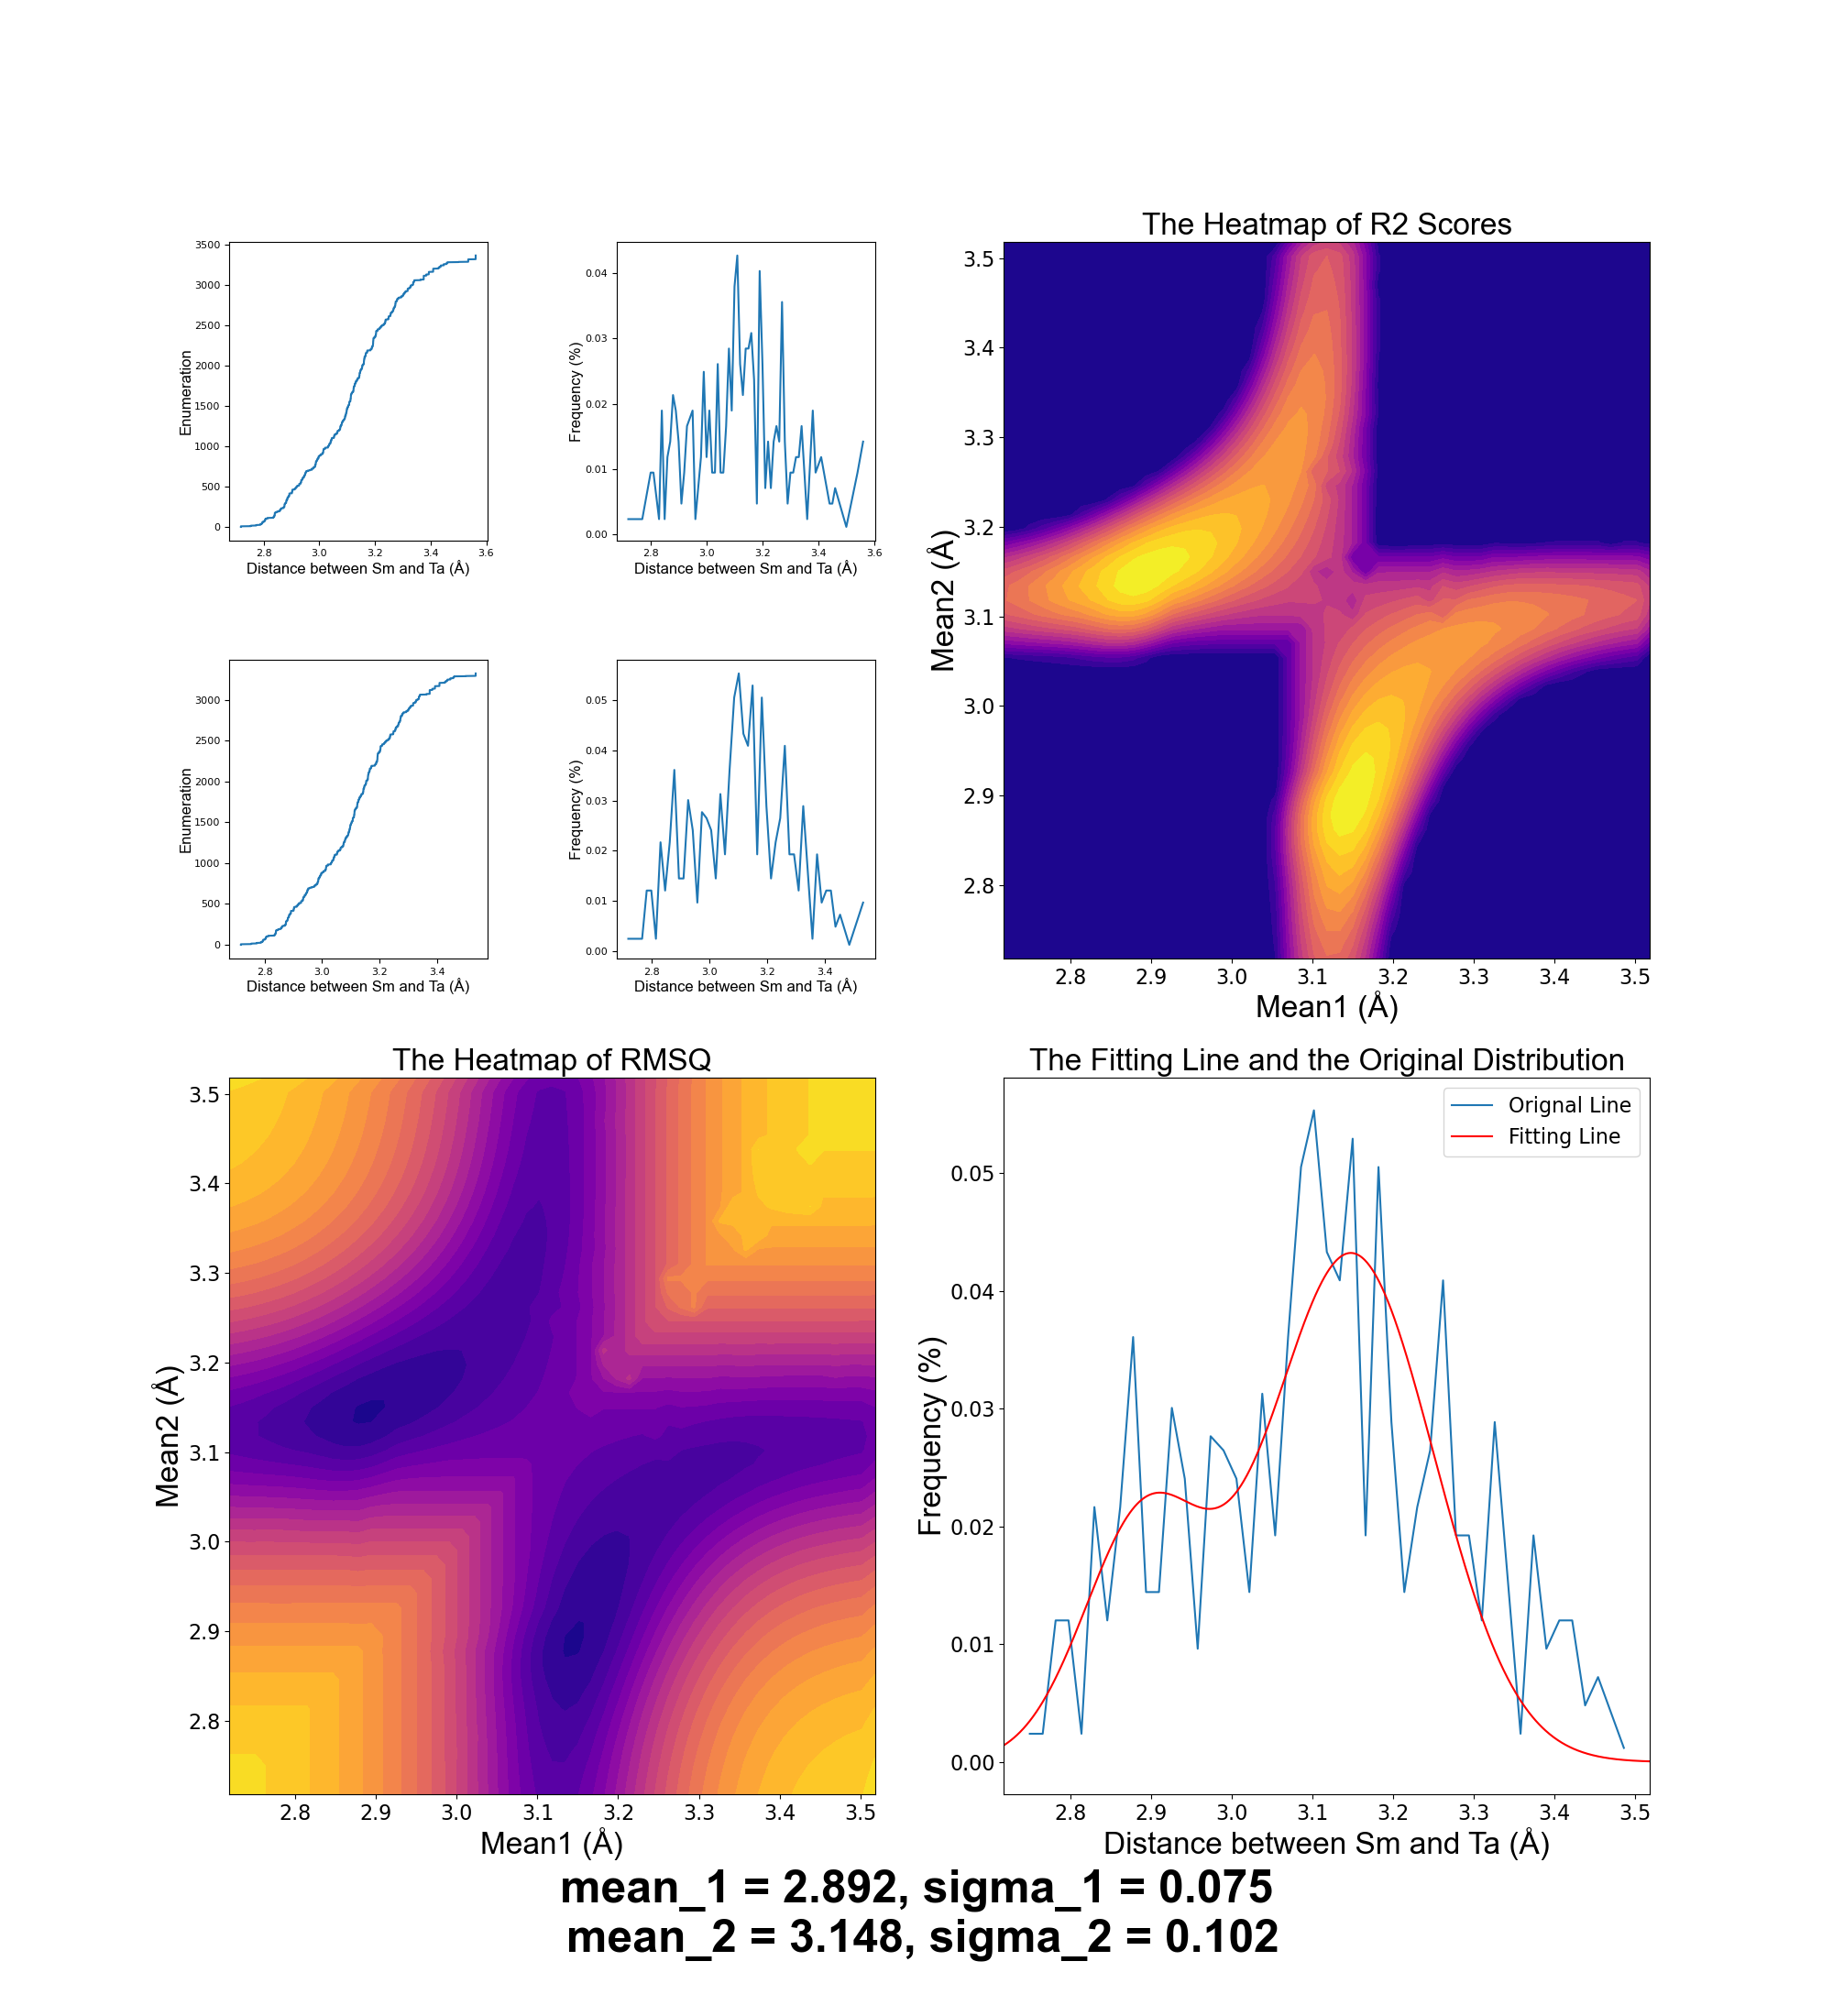 The Heatmap of R2 Scores
3500
3000
2500
2000
1500
1000
500
0
Enumeration
2.8 3.0 3.2 3.4 3.6
Distance between Sm and Ta (Å)
0.04
0.03
0.02
0.01
0.00
Frequency (%)
2.8 3.0 3.2 3.4 3.6
Distance between Sm and Ta (Å)
3.5
3.4
3.3
3.2
3.1
3.0
2.9
2.8
Mean2 (Å)
2.8 2.9 3.0 3.1 3.2 3.3 3.4 3.5
Mean1 (Å)
3000
2500
2000
1500
1000
500
0
Enumeration
2.8 3.0 3.2 3.4
Distance between Sm and Ta (Å)
0.05
0.04
0.03
0.02
0.01
0.00
Frequency (%)
2.8 3.0 3.2 3.4
Distance between Sm and Ta (Å)
The Heatmap of RMSQ
3.5
3.4
3.3
3.2
3.1
3.0
2.9
2.8
Mean2 (Å)
2.8 2.9 3.0 3.1 3.2 3.3 3.4 3.5
Mean1 (Å)
The Fitting Line and the Original Distribution
Orignal Line
Fitting Line
0.05
0.04
0.03
0.02
0.01
0.00
Frequency (%)
2.8 2.9 3.0 3.1 3.2 3.3 3.4 3.5
Distance between Sm and Ta (Å)
mean_1 = 2.892, sigma_1 = 0.075
mean_2 = 3.148, sigma_2 = 0.102